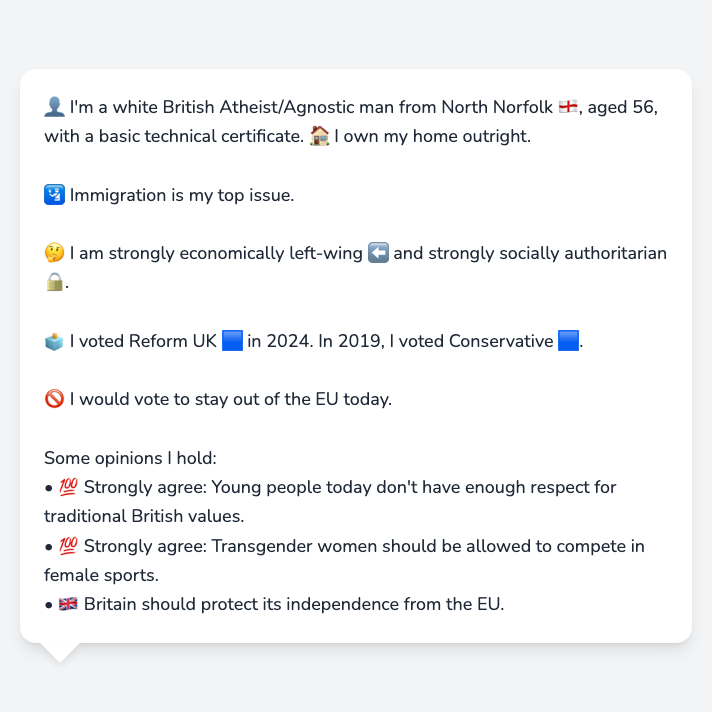 👤 I'm a white British Atheist/Agnostic man from North Norfolk 🏴󠁧󠁢󠁥󠁮󠁧󠁿, aged 56,
with a basic technical certificate. 🏠 I own my home outright.
🛂 Immigration is my top issue.
🤔 I am strongly economically left-wing ⬅️ and strongly socially authoritarian
🔒.
🗳️ I voted Reform UK 🟦 in 2024. In 2019, I voted Conservative 🟦.
🚫 I would vote to stay out of the EU today.
Some opinions I hold:
• 💯 Strongly agree: Young people today don't have enough respect for
traditional British values.
• 💯 Strongly agree: Transgender women should be allowed to compete in
female sports.
• 🇬🇧 Britain should protect its independence from the EU.